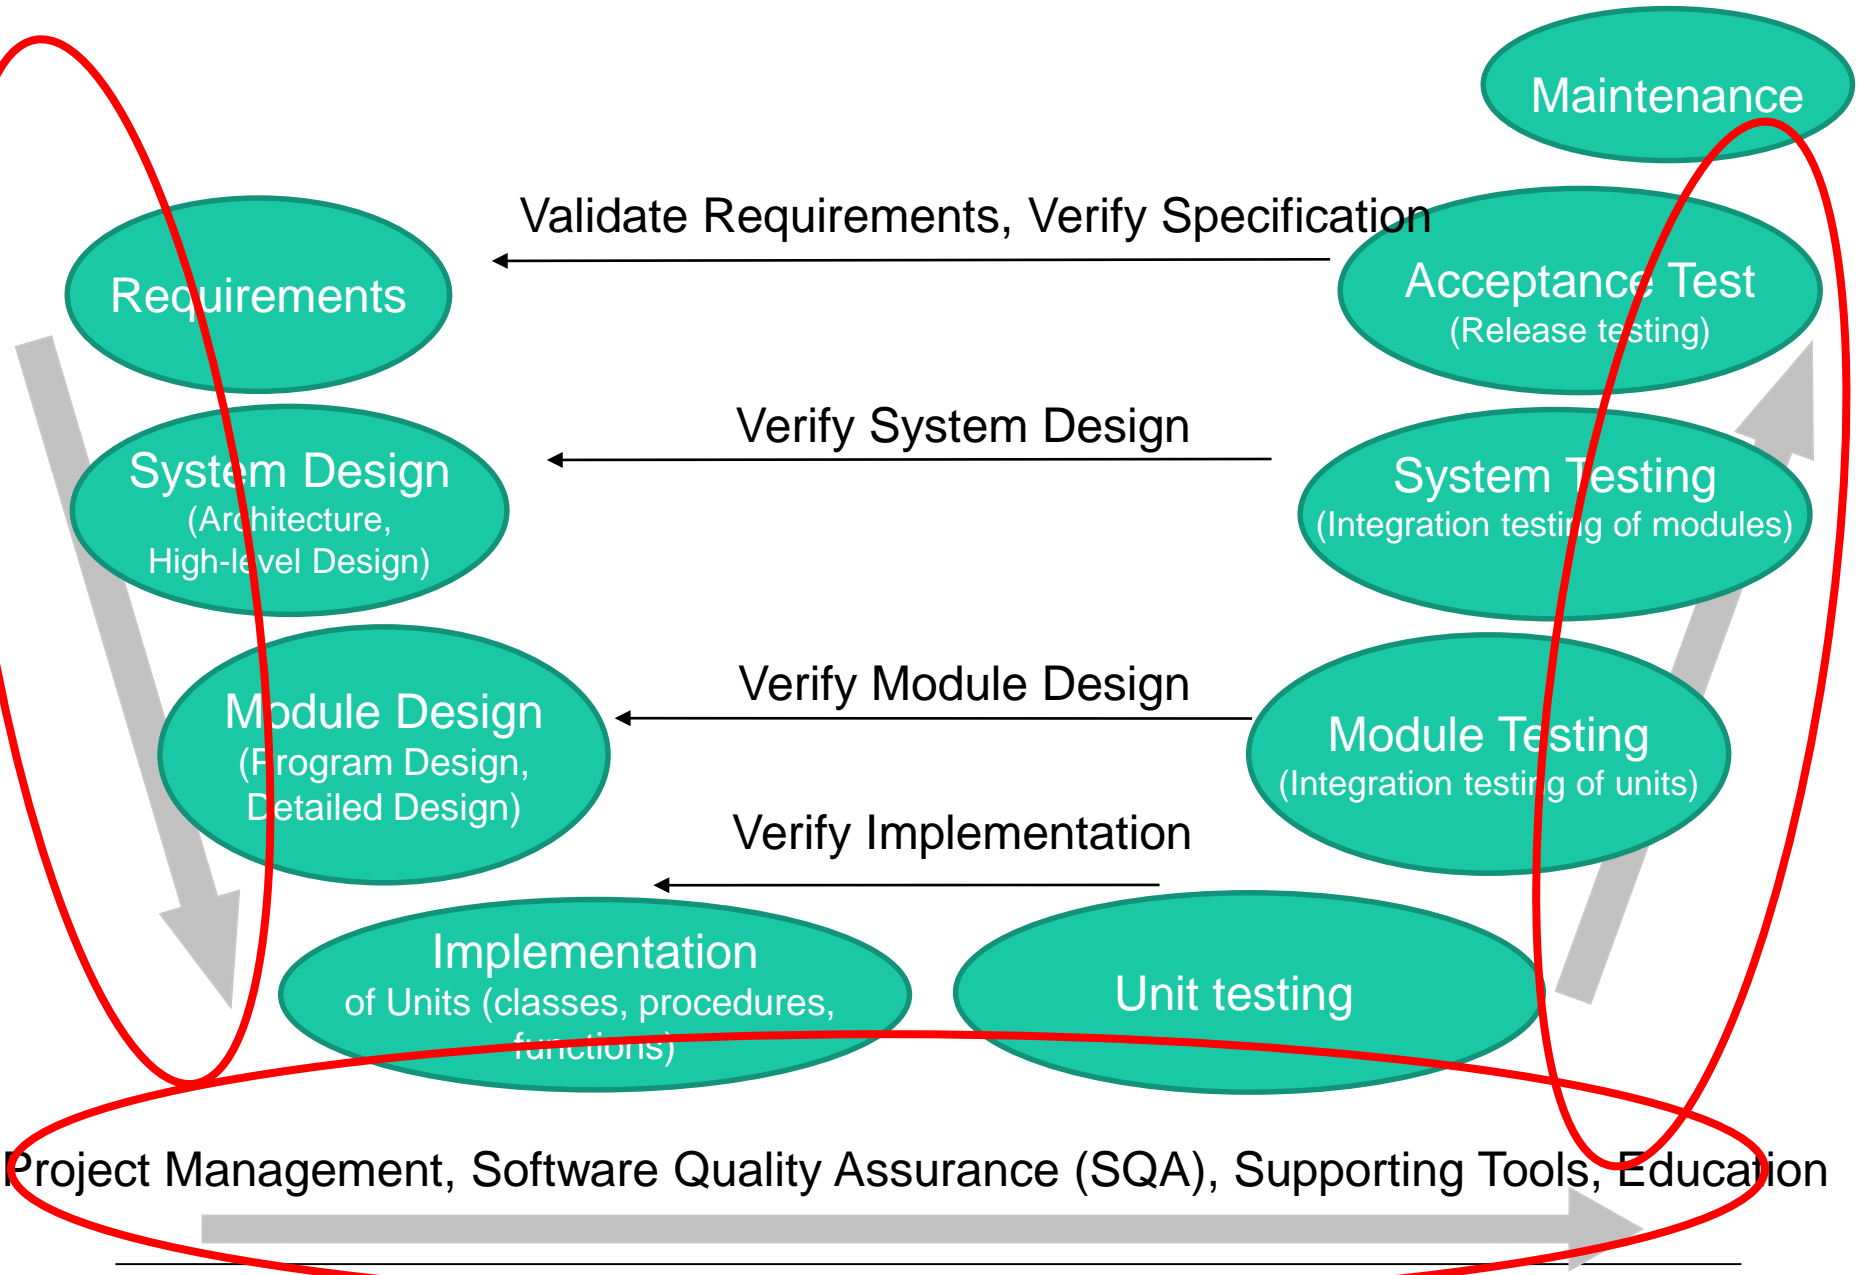 Maintenance
Validate Requirements, Verify Specification
Requirements
Acceptance Test
(Release testing)
Verify System Design
System Design
(Architecture,
High-level Design)
System Testing
(Integration testing of modules)
Verify Module Design
Module Design
(Program Design,
Detailed Design)
Module Testing
(Integration testing of units)
Verify Implementation
Implementation
of Units (classes, procedures,
functions)
Unit testing
Project Management, Software Quality Assurance (SQA), Supporting Tools, Education